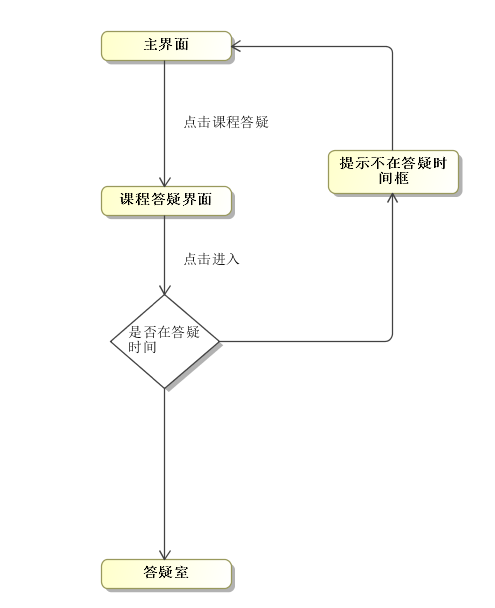 主界面
点击课程答疑
提示不在答疑时
间框
课程答疑界面
点击进入
是否在答疑
时间
答疑室